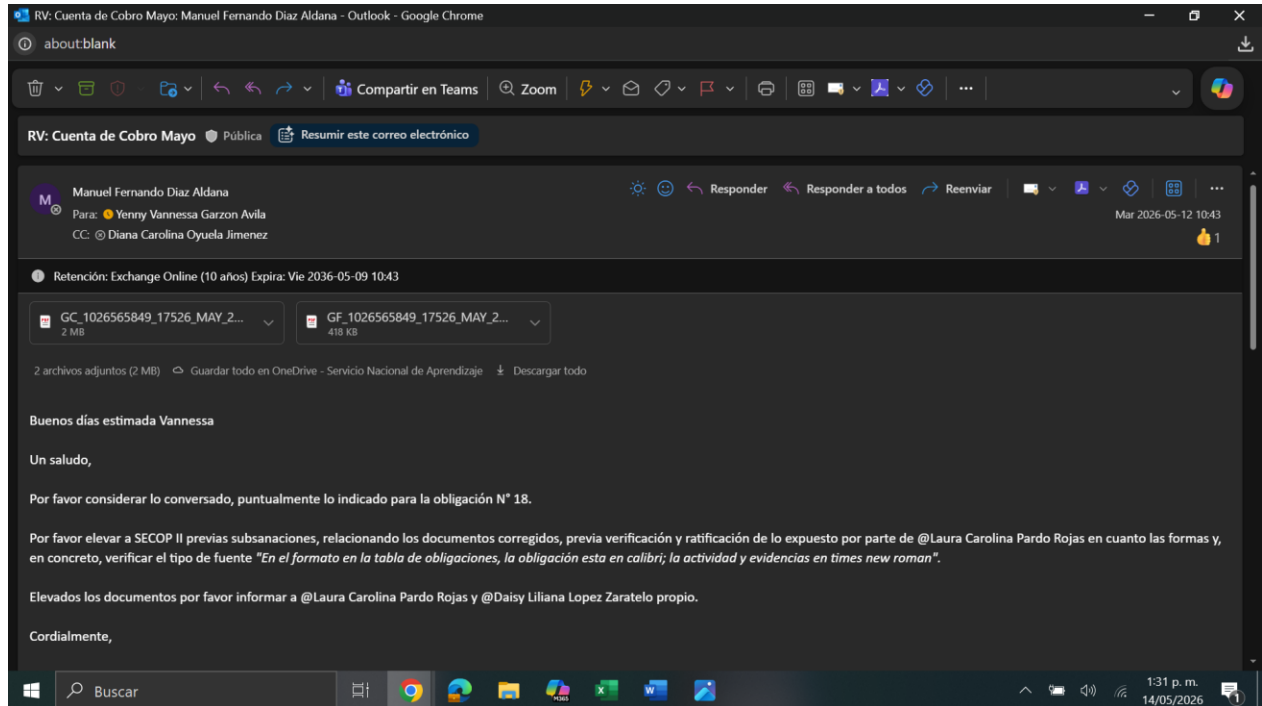 RV: Cuenta de Cobro Mayo: Manuel Fernando Diaz Aldana - Outlook - Google Chrome
about:blank
Compartir en Teams Zoom
RV: Cuenta de Cobro Mayo Pública Resumir este correo electrónico
M Manuel Fernando Diaz Aldana
Responder Responder a todos Reenviar
Para: Yenny Vannessa Garzon Avila
Mar 2026-05-12 10:43
CC: Diana Carolina Oyuela Jimenez
1
Retención: Exchange Online (10 años) Expira: Vie 2036-05-09 10:43
GC_1026565849_17526_MAY_2...
2 MB
GF_1026565849_17526_MAY_2...
418 KB
2 archivos adjuntos (2 MB) Guardar todo en OneDrive - Servicio Nacional de Aprendizaje Descargar todo
Buenos días estimada Vannessa
Un saludo,
Por favor considerar lo conversado, puntualmente lo indicado para la obligación N° 18.
Por favor elevar a SECOP II previas subsanaciones, relacionando los documentos corregidos, previa verificación y ratificación de lo expuesto por parte de @Laura Carolina Pardo Rojas en cuanto las formas y,
en concreto, verificar el tipo de fuente "En el formato en la tabla de obligaciones, la obligación esta en calibri; la actividad y evidencias en times new roman".
Elevados los documentos por favor informar a @Laura Carolina Pardo Rojas y @Daisy Liliana Lopez Zaratelo propio.
Cordialmente,
Buscar
M365
1:31 p. m.
14/05/2026
1